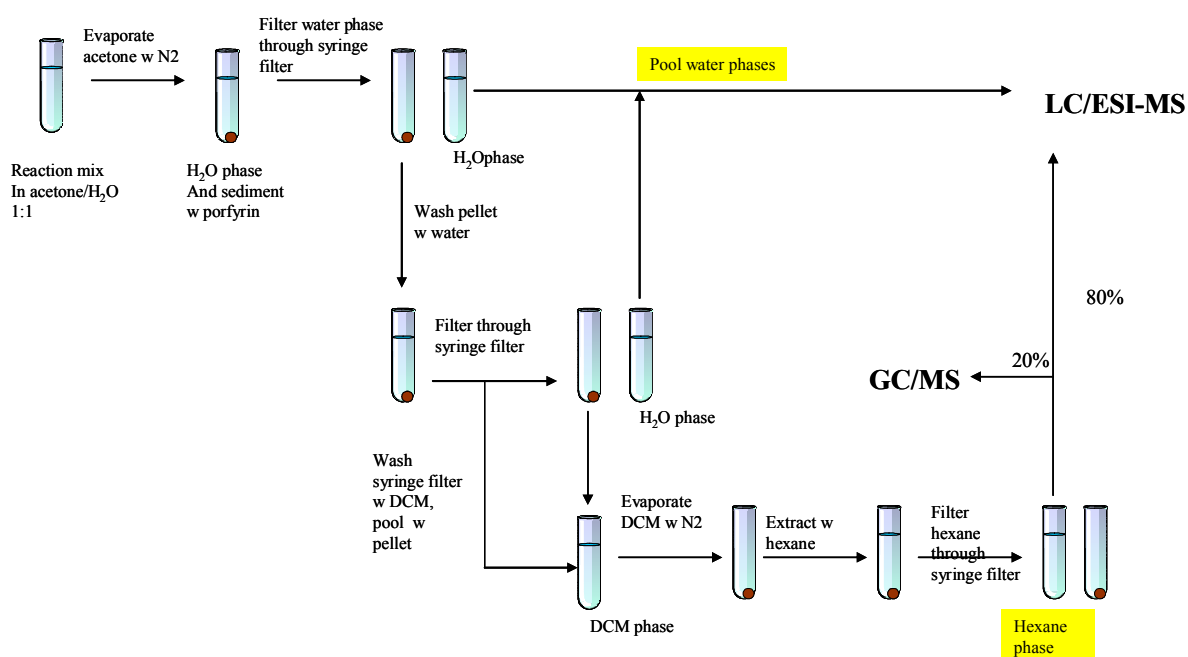 Evaporate
acetone w N2
Filter water phase
through syringe
filter
Pool water phases
LC/ESI-MS
Reaction mix
In acetone/H2O
1:1
H2O phase
And sediment
w porfyrin
H2Ophase
Wash pellet
w water
80%
Filter through
syringe filter
20%
GC/MS
H2O phase
Wash
syringe filter
w DCM,
pool w
pellet
Evaporate
DCM w N2
Extract w
hexane
Filter
hexane
through
syringe filter
DCM phase
Hexane
phase